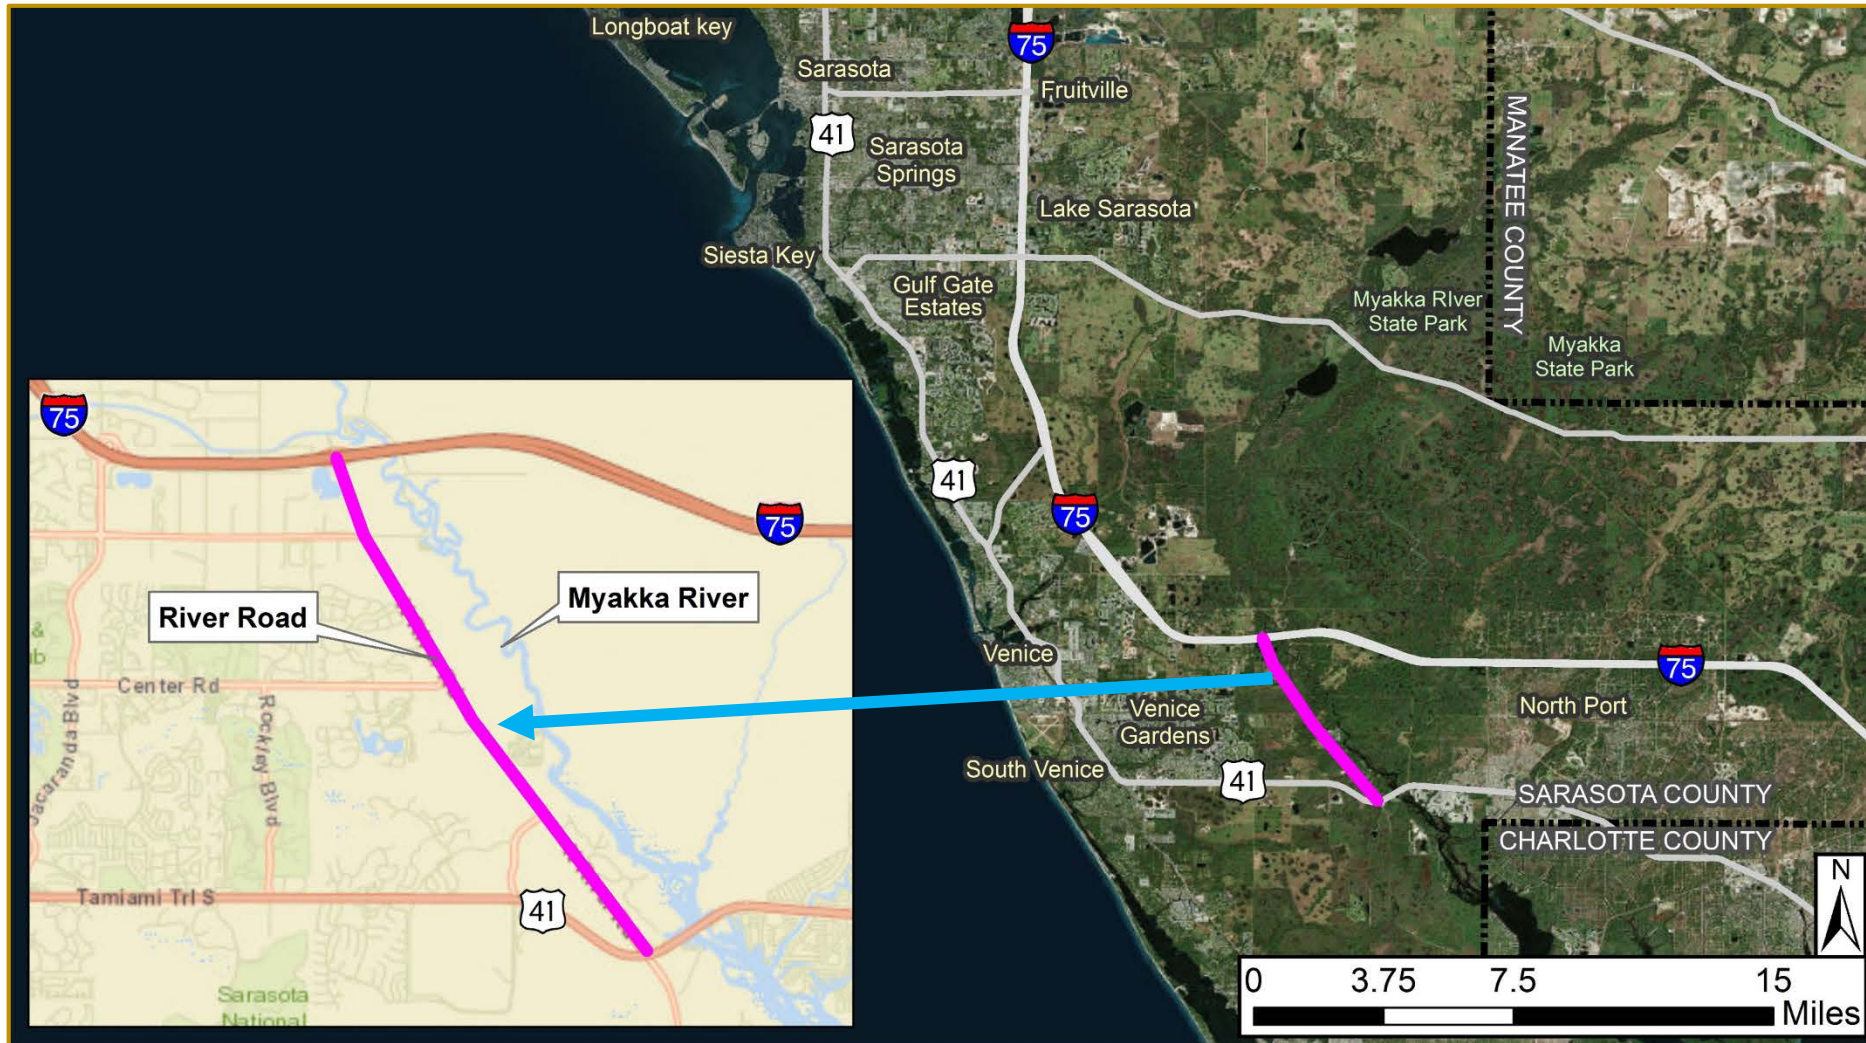 Longboat key
75
Sarasota
Fruitville
41
Sarasota
Springs
MANATEE COUNTY
Lake Sarasota
Siesta Key
Gulf Gate
Estates
Myakka RIver
State Park
Myakka
State Park
41
75
Venice
75
North Port
Venice
Gardens
South Venice
41
SARASOTA COUNTY
CHARLOTTE COUNTY
N
0 3.75 7.5 15
Miles
75
75
River Road
Myakka River
Center Rd
Jacaranda Blvd
Rockley Blvd
Tamiami Trl S
41
Sarasota
National